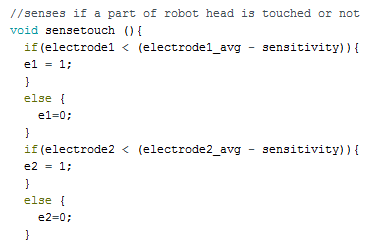 //senses if a part of robot head is touched or not
void sensetouch (){
  if(electrode1 < (electrode1_avg - sensitivity)){
  e1 = 1;
  }
  else {
    e1=0;
  }
  if(electrode2 < (electrode2_avg - sensitivity)){
  e2 = 1;
  }
  else {
    e2=0;
  }